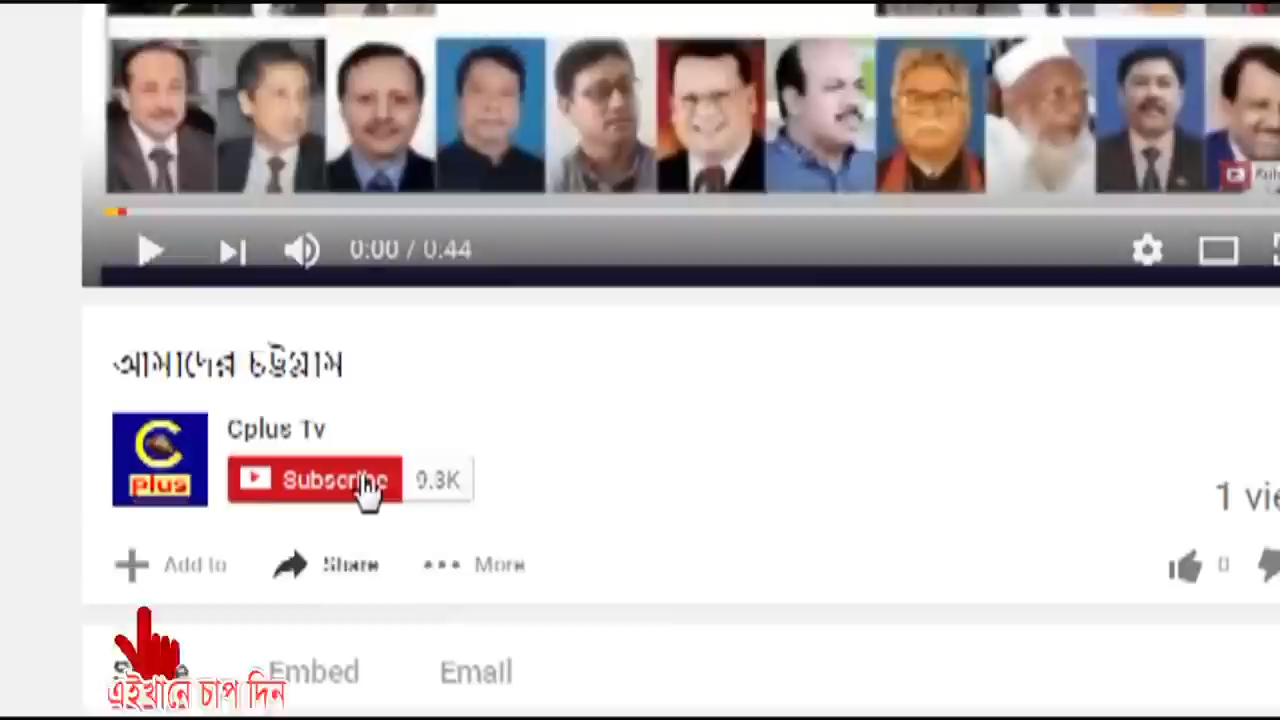 0:00 / 0:44
আমাদের চট্টগ্রাম
C plus
Cplus Tv
Subscribe 9.3K
1
Add to Share More 0
Embed Email
এইখানে চাপ দিন